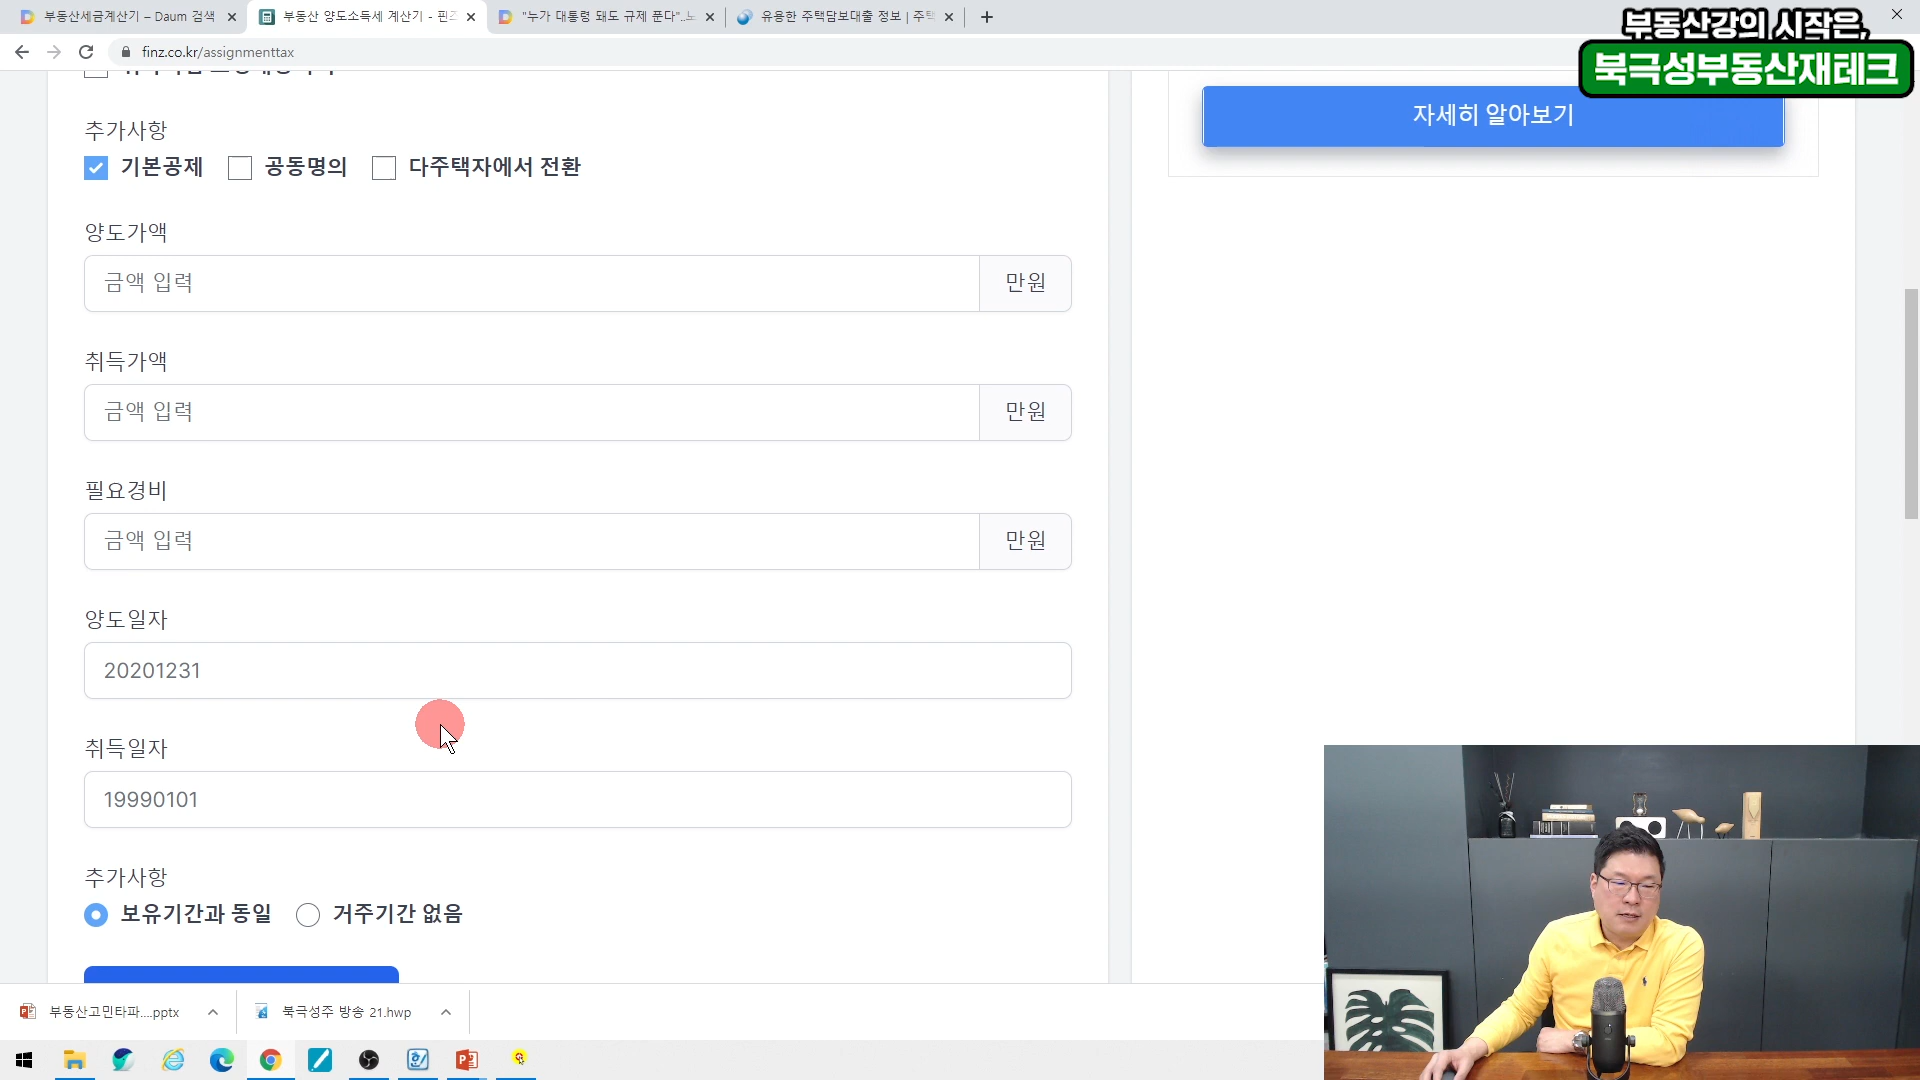 부동산세금계산기 – Daum 검색
부동산 양도소득세 계산기 - 핀즈
"누가 대통령 돼도 규제 푼다"..노
유용한 주택담보대출 정보 | 주택
부동산강의 시작은,
북극성부동산재테크
finz.co.kr/assignmenttax
자세히 알아보기
추가사항
기본공제 공동명의 다주택자에서 전환
양도가액
금액 입력 만원
취득가액
금액 입력 만원
필요경비
금액 입력 만원
양도일자
20201231
취득일자
19990101
추가사항
보유기간과 동일 거주기간 없음
부동산고민타파....pptx
북극성주 방송 21.hwp